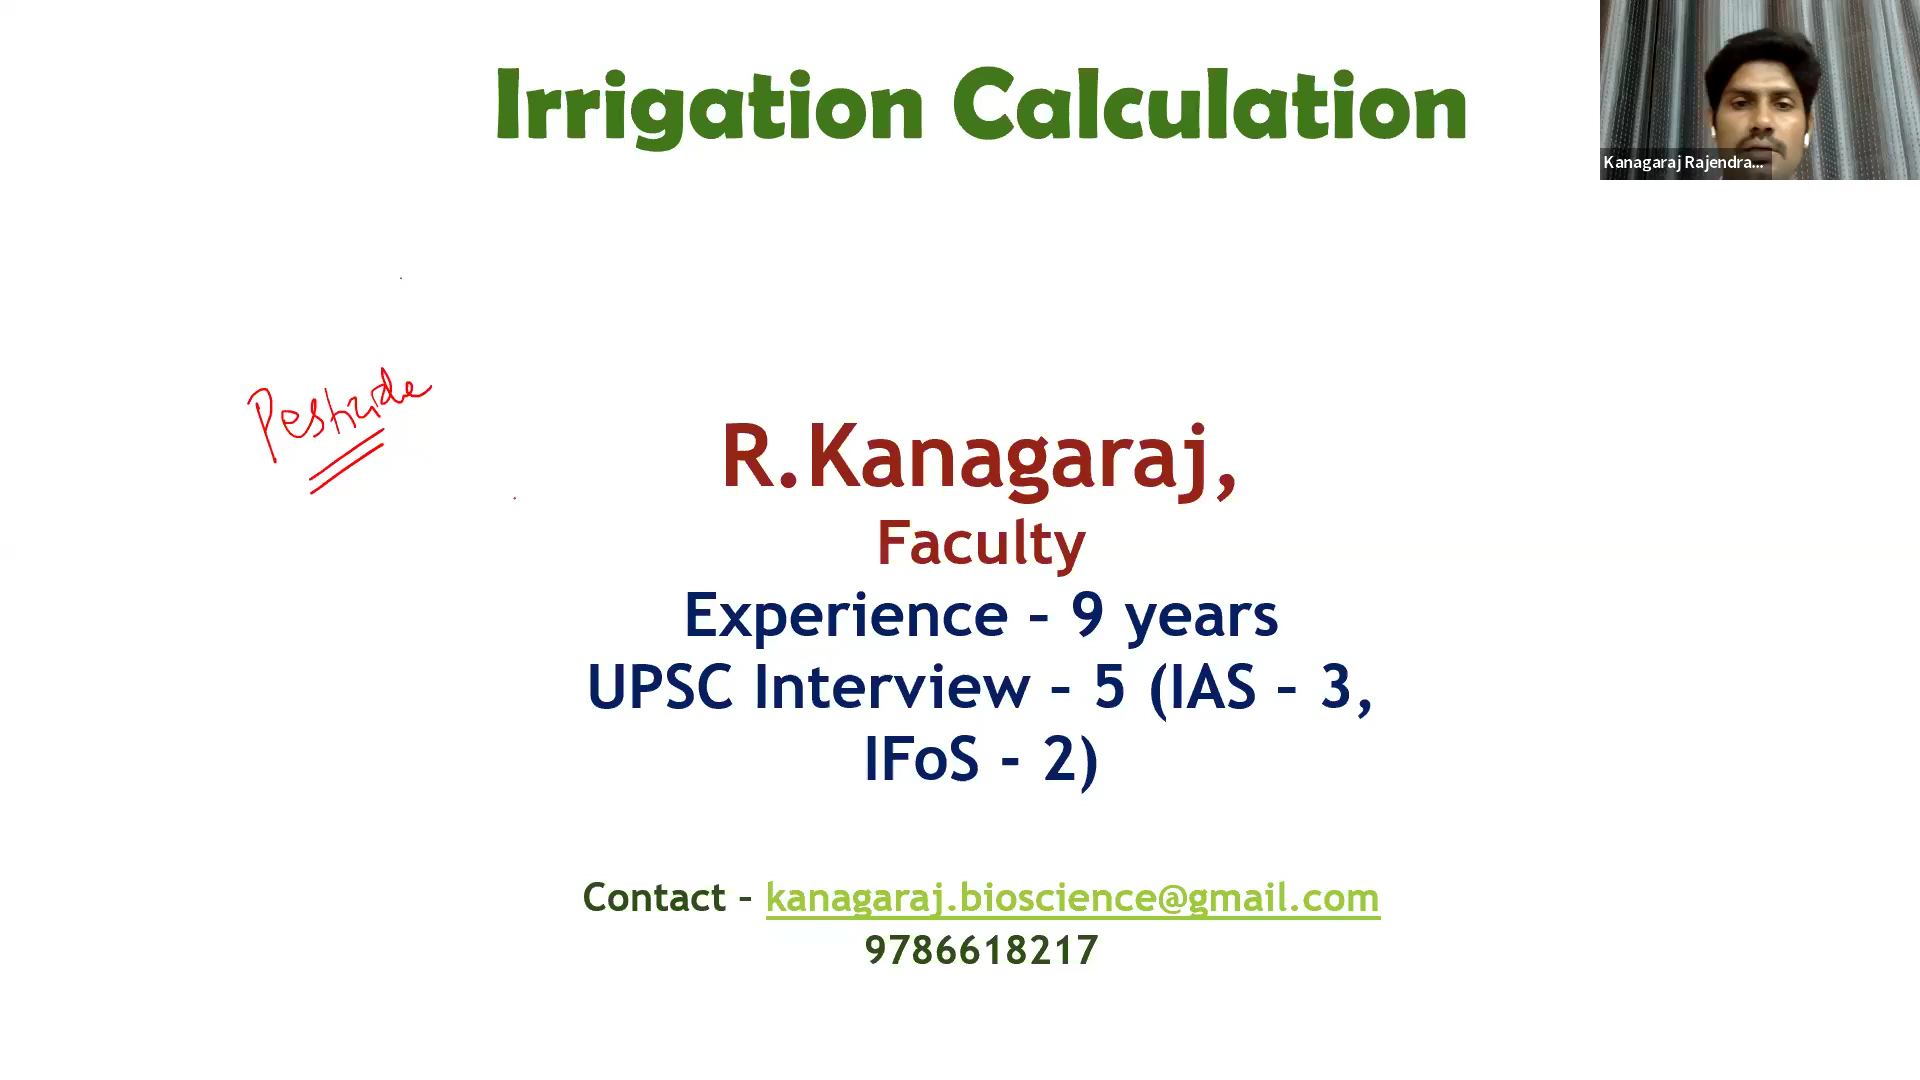 Irrigation Calculation
Kanagaraj Rajendra...
Pesticide
R.Kanagaraj,
Faculty
Experience – 9 years
UPSC Interview – 5 (IAS – 3,
IFoS - 2)
Contact – kanagaraj.bioscience@gmail.com
9786618217